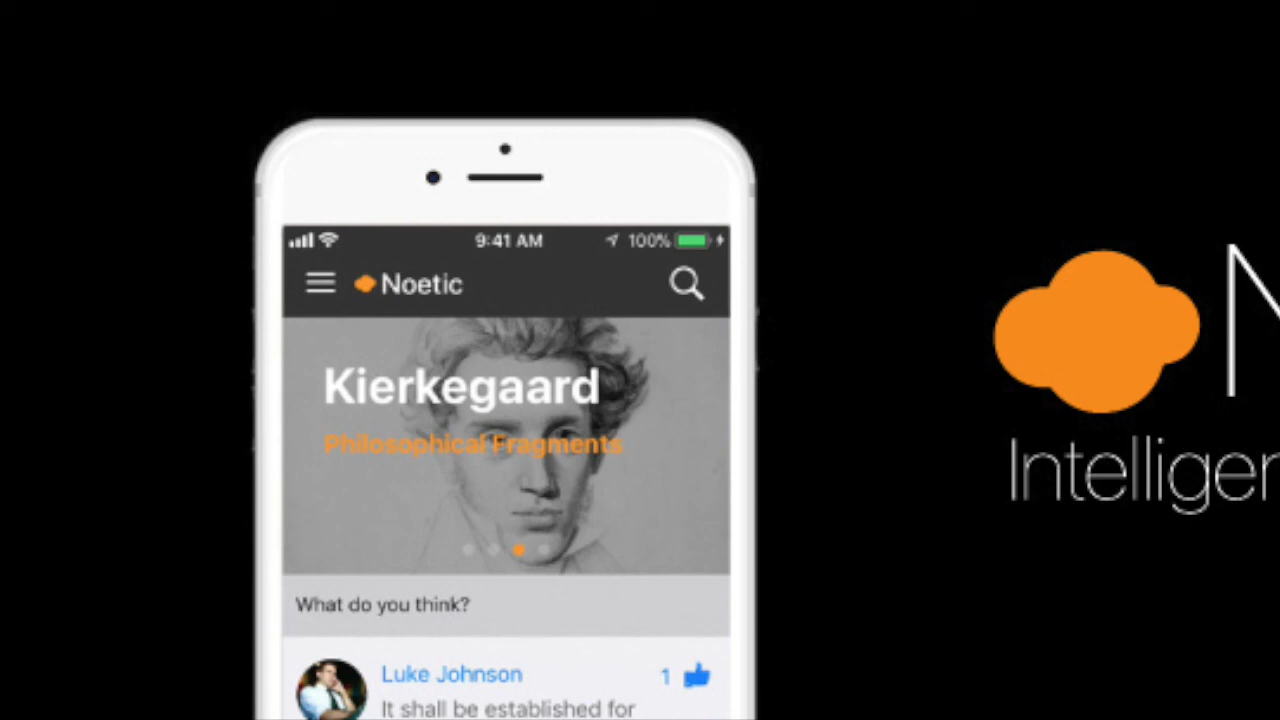 9:41 AM 100%
Noetic
Kierkegaard
Philosophical Fragments
What do you think?
Luke Johnson 1
It shall be established for
N
Intelligen